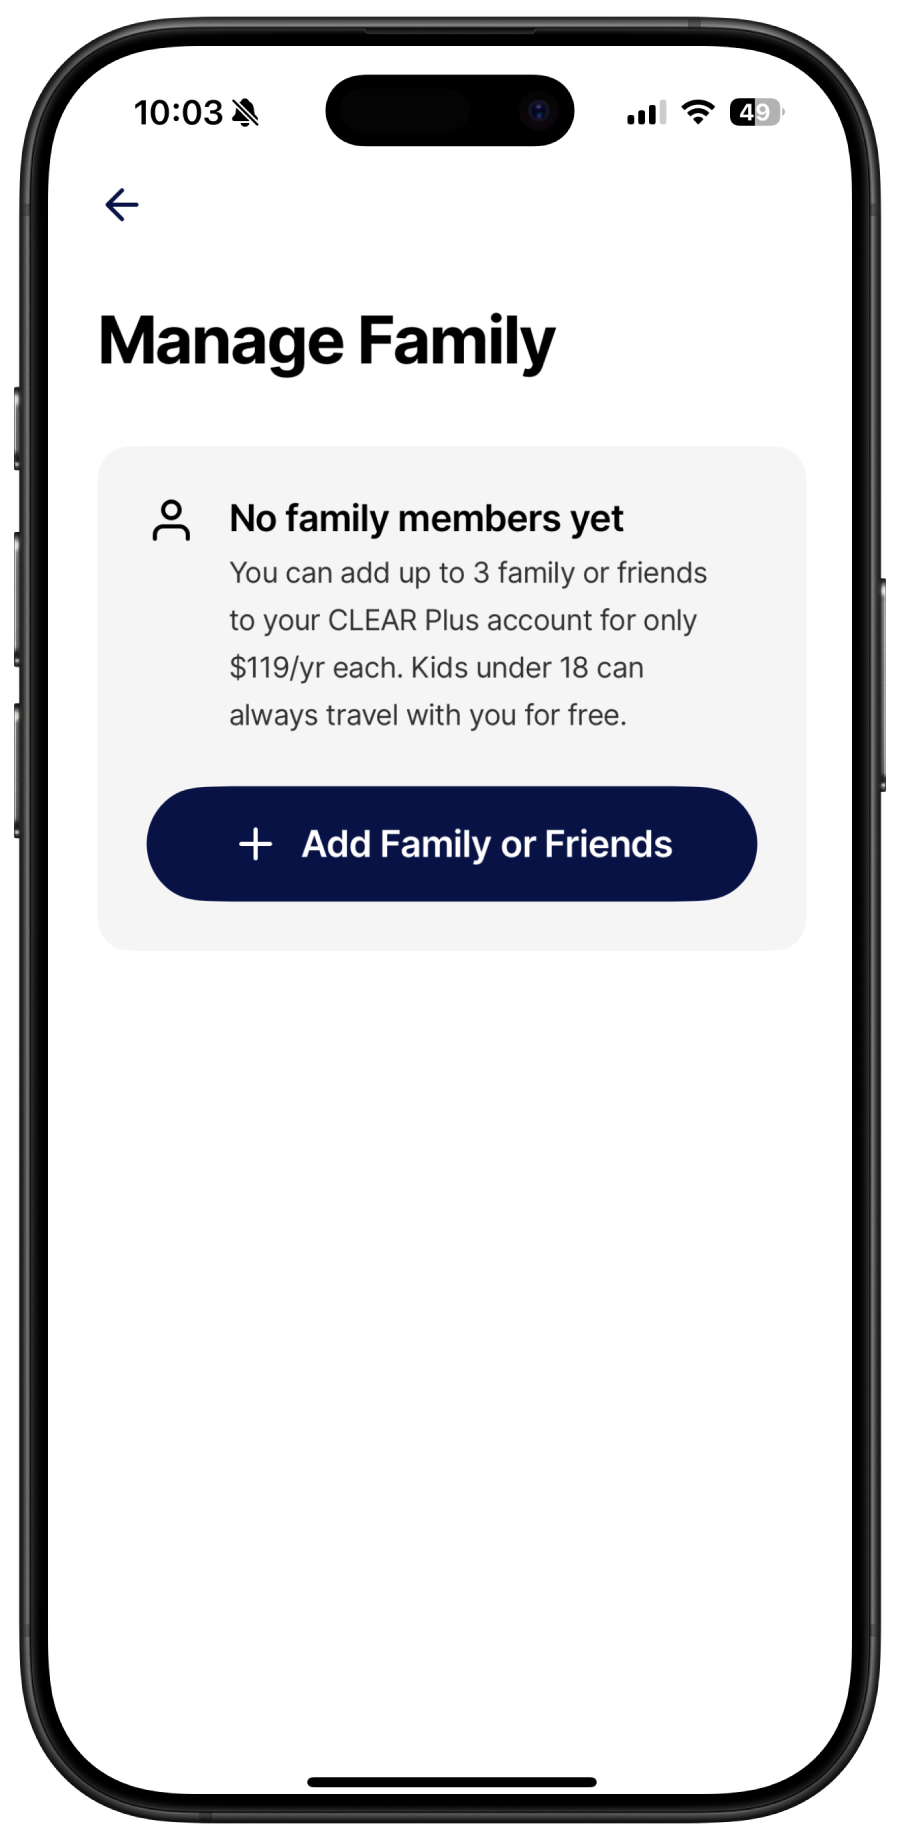 10:03
49
Manage Family
No family members yet
You can add up to 3 family or friends
to your CLEAR Plus account for only
$119/yr each. Kids under 18 can
always travel with you for free.
+ Add Family or Friends